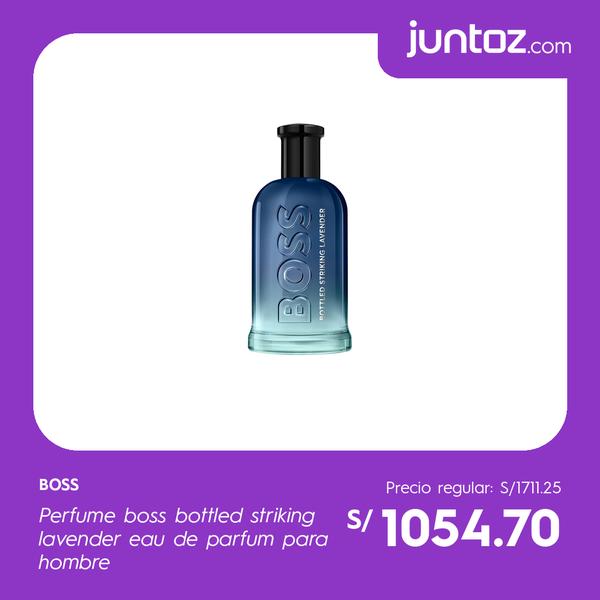 juntoz.com
BOSS
BOTTLED STRIKING LAVENDER
BOSS
Perfume boss bottled striking
lavender eau de parfum para
hombre
Precio regular: S/1711.25
S/ 1054.70